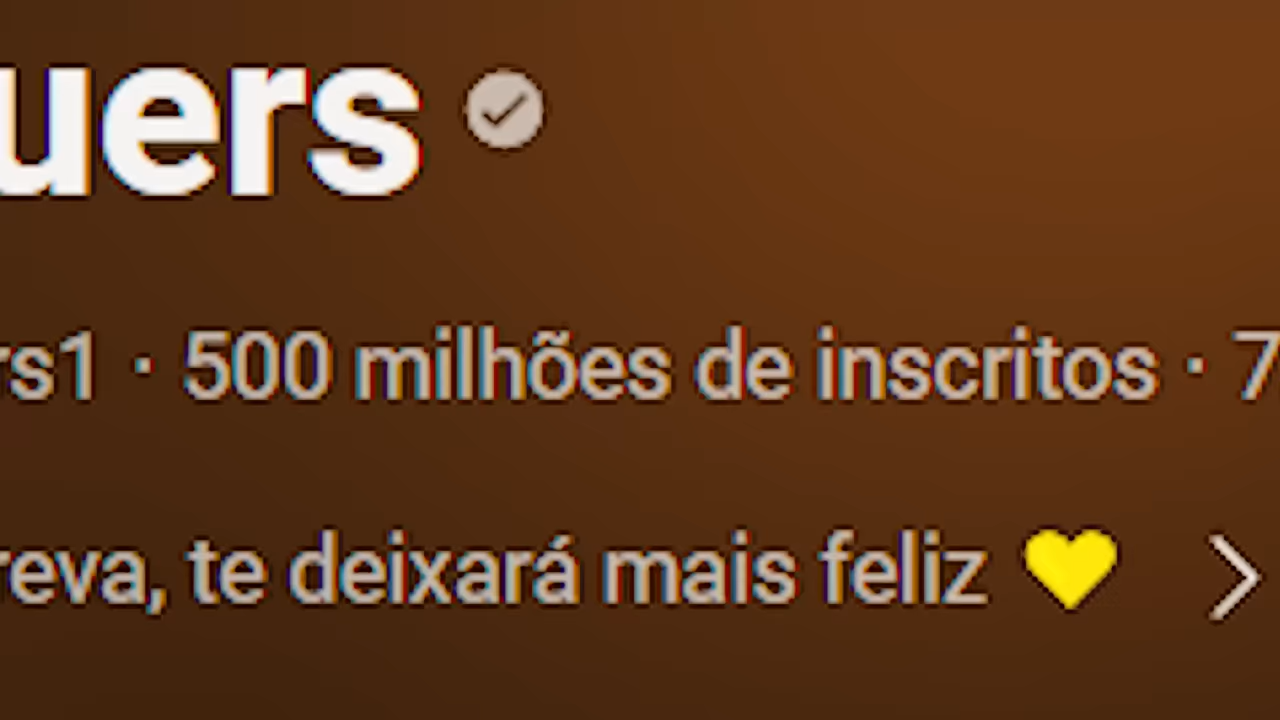 uers
rs1 · 500 milhões de inscritos · 7
reva, te deixará mais feliz 💛